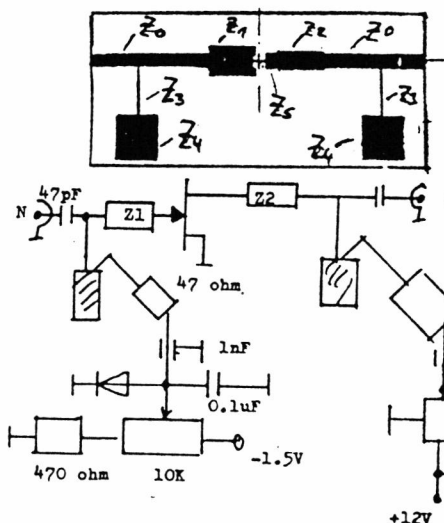 Z0 Z1 Z2 Z0
Z3 Z5 Z3
Z4 Z4
47pF
N Z1 Z2
47 ohm
1nF
0.1uF
-1.5V
470 ohm 10K
+12V